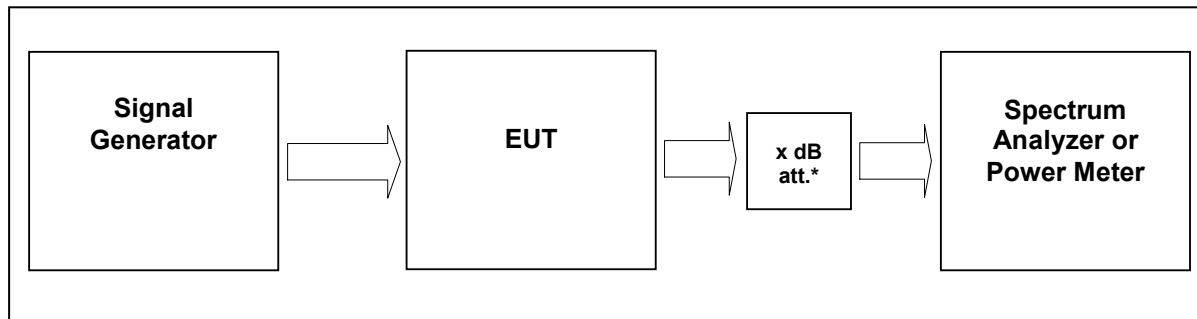 Signal
Generator
EUT
x dB
att.*
Spectrum
Analyzer or
Power Meter